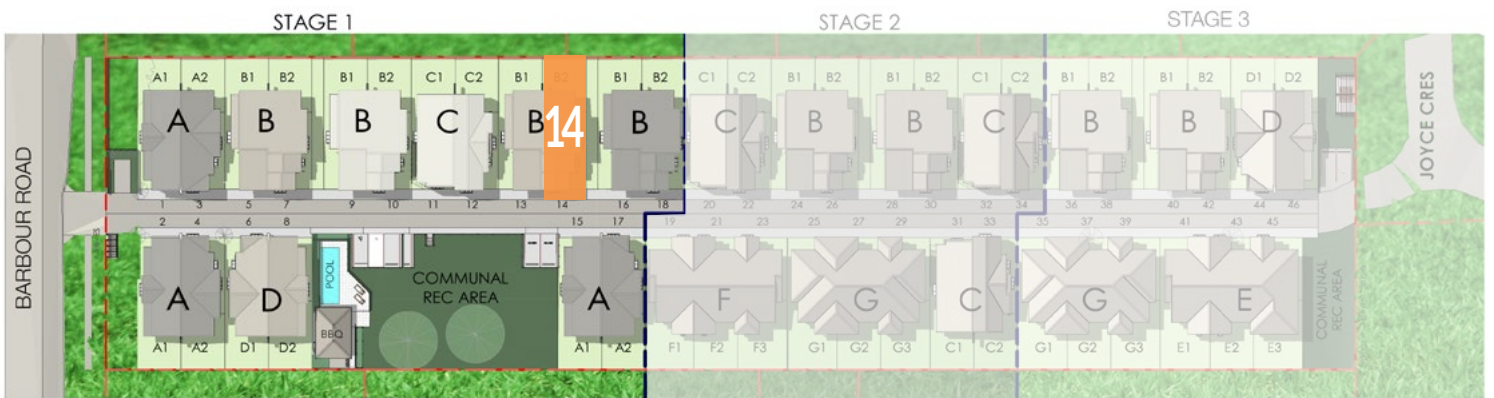 STAGE 1 STAGE 2 STAGE 3
A1 A2 B1 B2 B1 B2 C1 C2 B1 B2 B1 B2 C1 C2 B1 B2 B1 B2 C1 C2 B1 B2 B1 B2 D1 D2
A B B C B 14 B C B B C B B D
BARBOUR ROAD
JOYCE CRES
1 3 5 7 9 10 11 12 13 14 16 18 20 22 24 26 28 30 32 34 36 38 40 42 44 46
2 4 6 8 15 17 19 21 23 25 27 29 31 33 35 37 39 41 43 45
A D POOL COMMUNAL
REC AREA
BBQ
A F G C G E
COMMUNAL
REC AREA
A1 A2 D1 D2 A1 A2 F1 F2 F3 G1 G2 G3 C1 C2 G1 G2 G3 E1 E2 E3